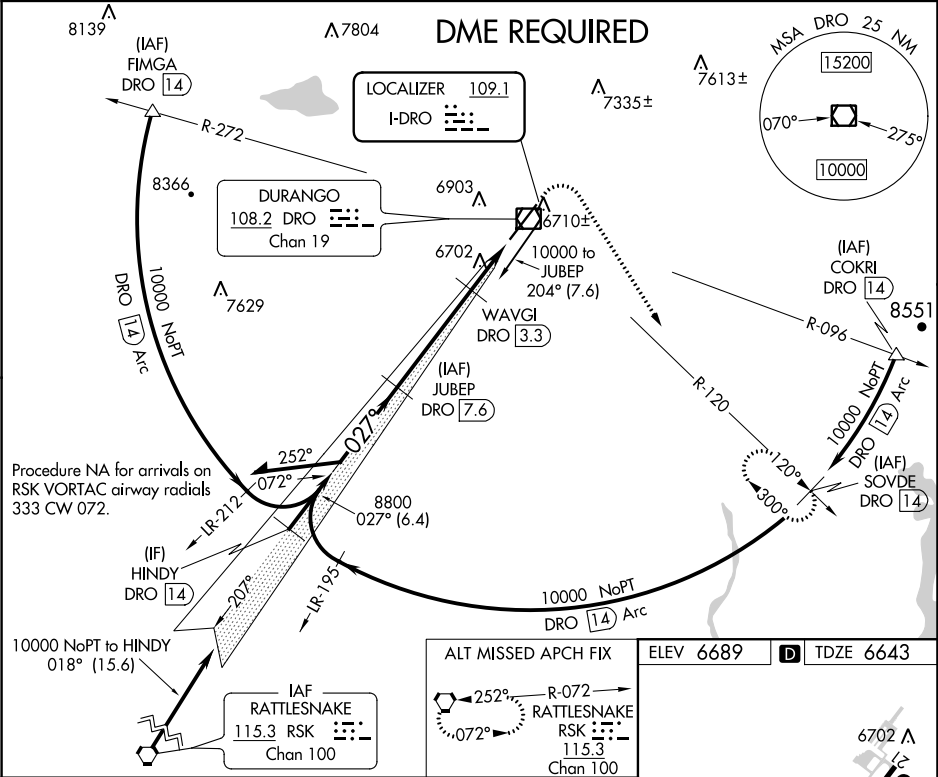 DME REQUIRED
8139
7804
(IAF)
FIMGA
DRO 14
R-272
LOCALIZER 109.1
I-DRO
7335±
7613±
MSA DRO 25 NM
15200
070°
275°
10000
8366
DURANGO
108.2 DRO
Chan 19
6903
6710±
6702
10000 to
JUBEP
204° (7.6)
7629
10000 NoPT
DRO 14 Arc
WAVGI
DRO 3.3
(IAF)
JUBEP
DRO 7.6
027°
(IAF)
COKRI
DRO 14
8551
R-096
10000 NoPT
DRO 14 Arc
R-120
120°
300°
(IAF)
SOVDE
DRO 14
Procedure NA for arrivals on
RSK VORTAC airway radials
333 CW 072.
252°
072°
LR-212
8800
027° (6.4)
(IF)
HINDY
DRO 14
207°
LR-195
10000 NoPT
DRO 14 Arc
10000 NoPT to HINDY
018° (15.6)
IAF
RATTLESNAKE
115.3 RSK
Chan 100
ALT MISSED APCH FIX
252°
R-072
072°
RATTLESNAKE
RSK
115.3
Chan 100
ELEV 6689
D
TDZE 6643
6702
21